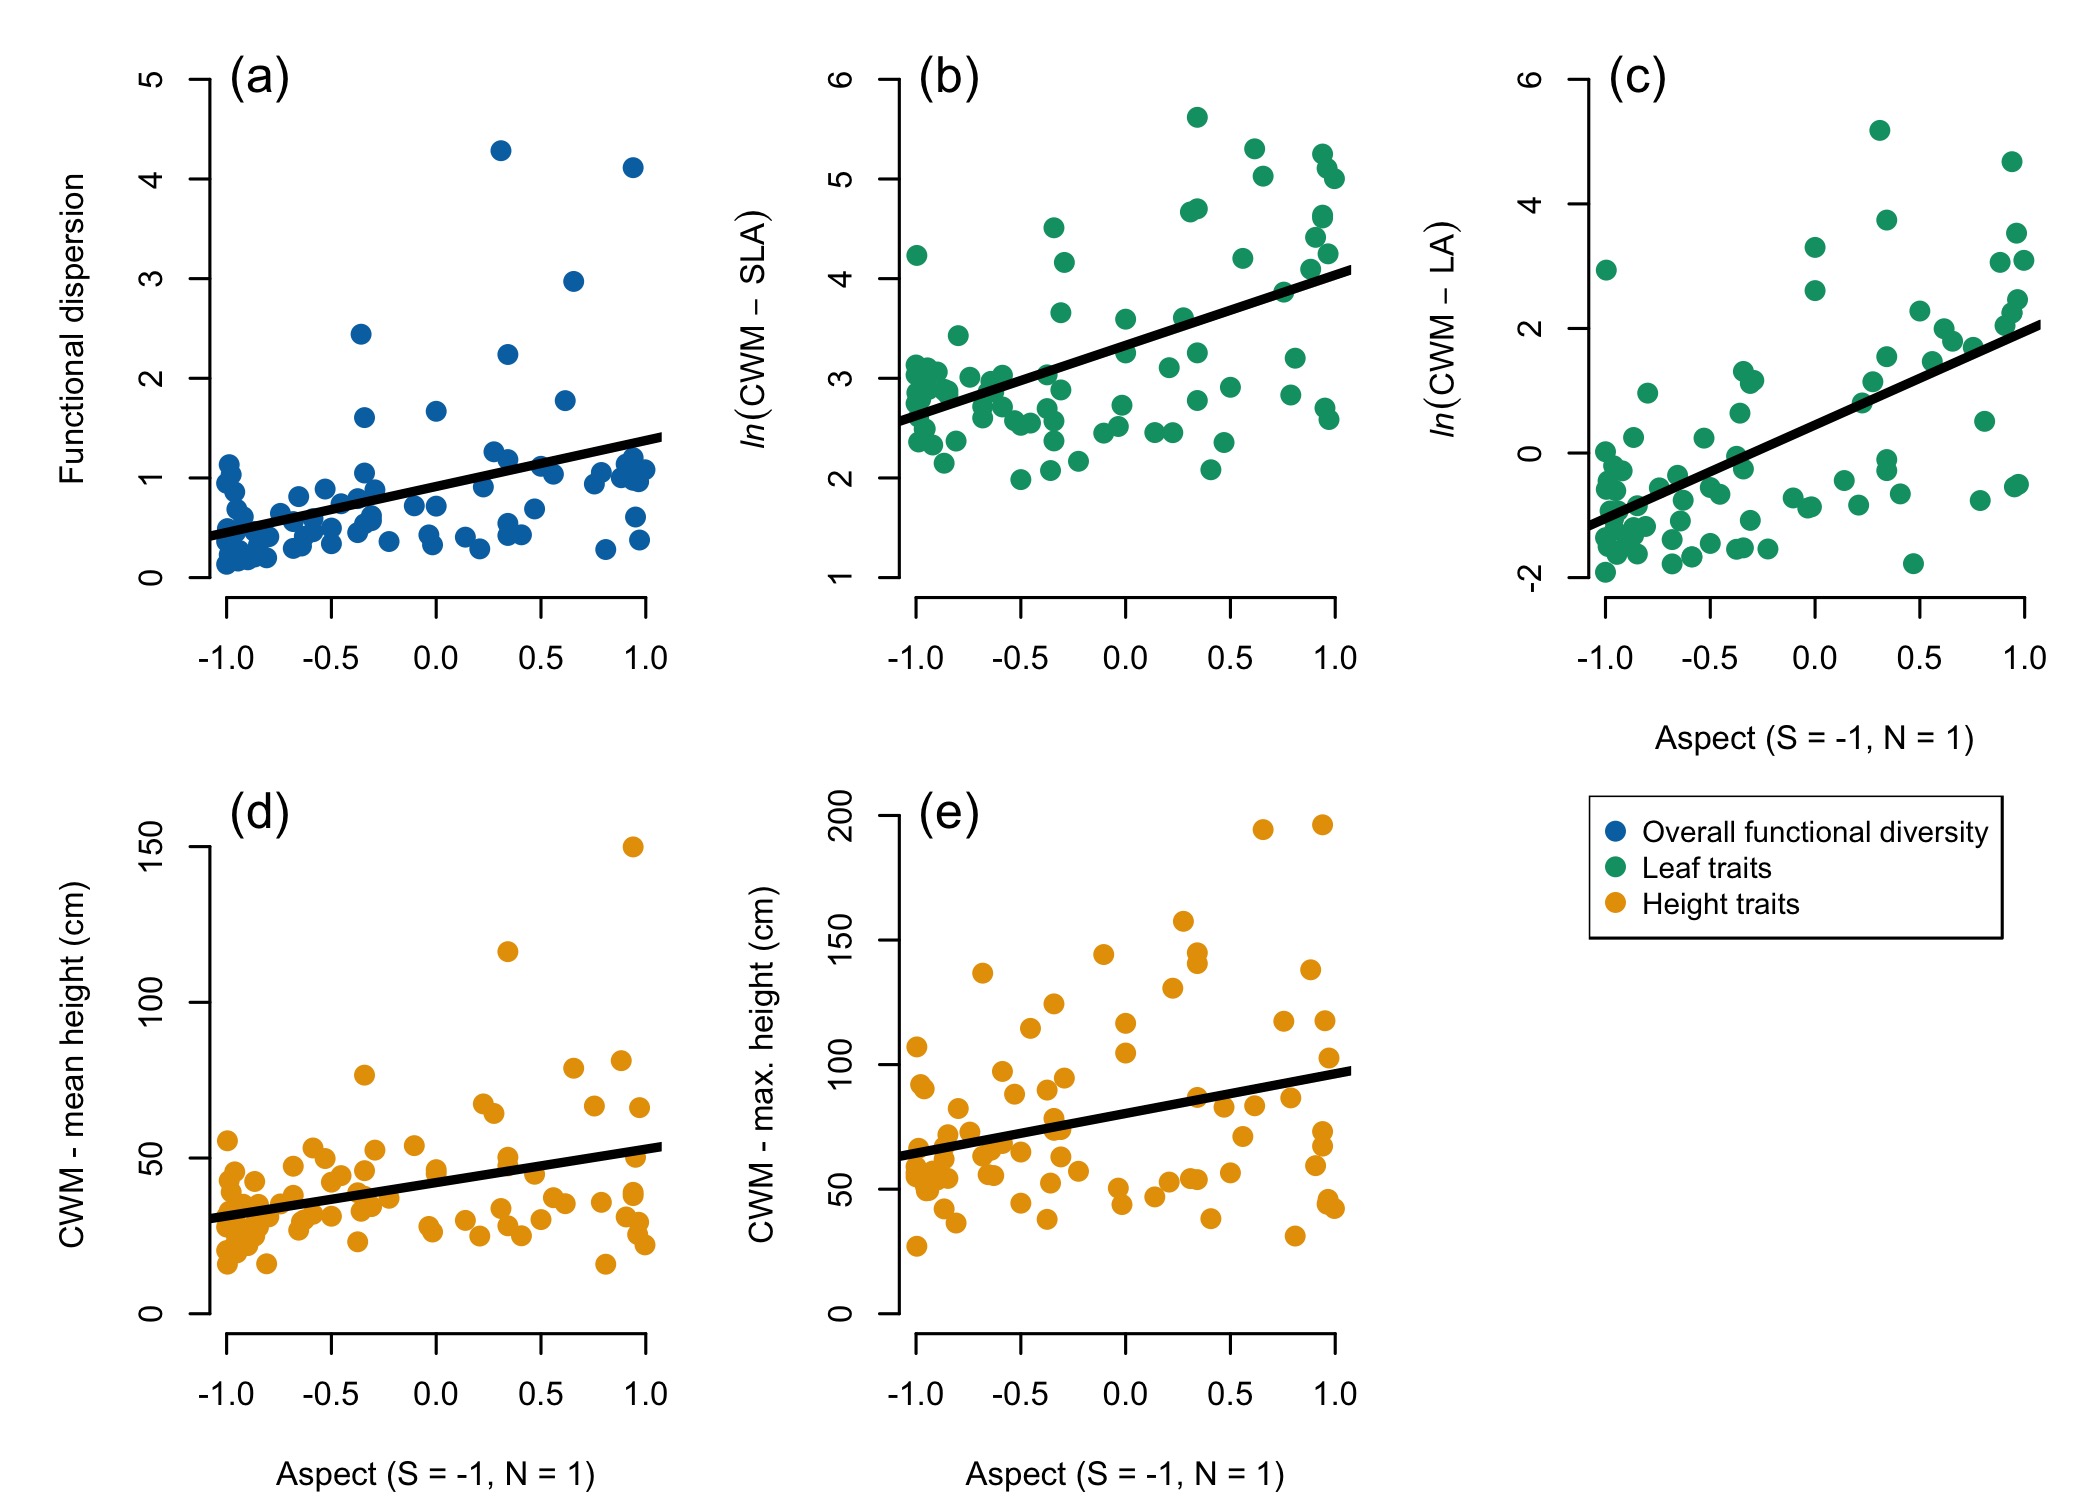 (a)
Functional dispersion
5
4
3
2
1
0
-1.0 -0.5 0.0 0.5 1.0
(b)
ln(CWM – SLA)
6
5
4
3
2
1
-1.0 -0.5 0.0 0.5 1.0
(c)
ln(CWM – LA)
6
4
2
0
-2
-1.0 -0.5 0.0 0.5 1.0
Aspect (S = -1, N = 1)
(d)
CWM - mean height (cm)
150
100
50
0
-1.0 -0.5 0.0 0.5 1.0
Aspect (S = -1, N = 1)
(e)
CWM - max. height (cm)
200
150
100
50
0
-1.0 -0.5 0.0 0.5 1.0
Aspect (S = -1, N = 1)
Overall functional diversity
Leaf traits
Height traits